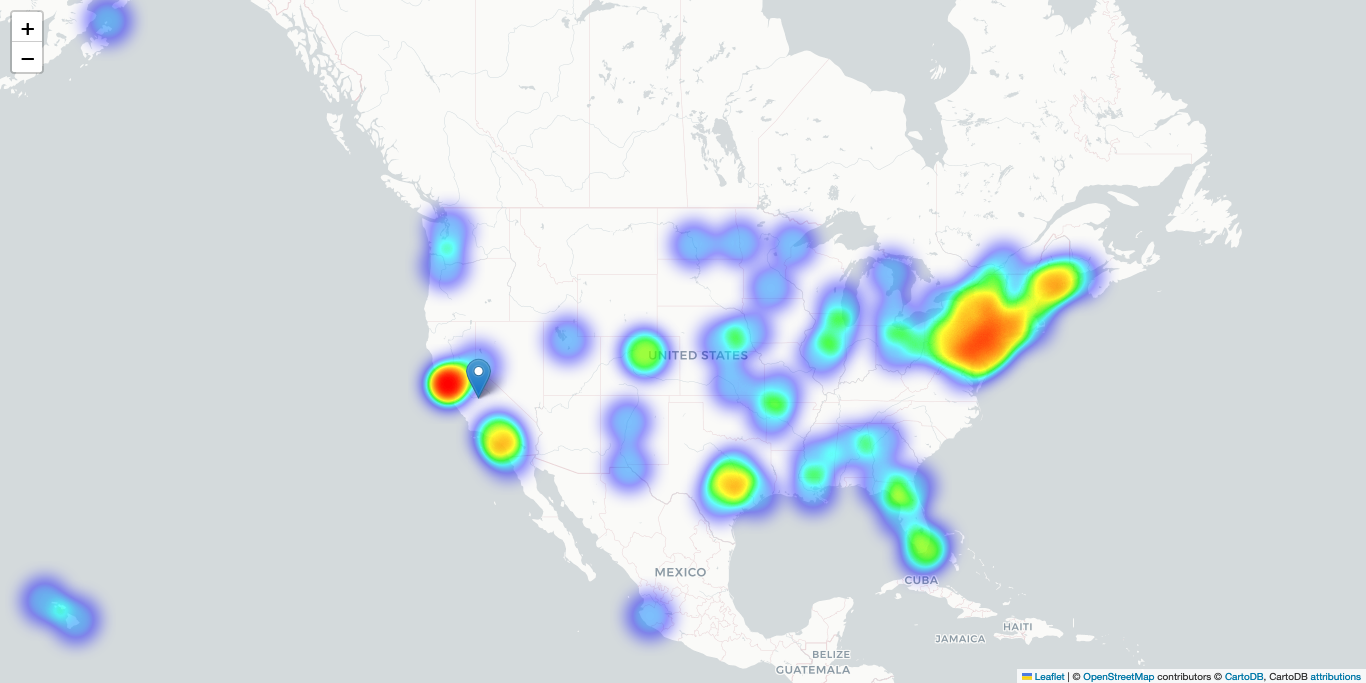 +
−
UNITED STATES
MEXICO
CUBA
HAITI
JAMAICA
BELIZE
GUATEMALA
Leaflet | © OpenStreetMap contributors © CartoDB, CartoDB attributions